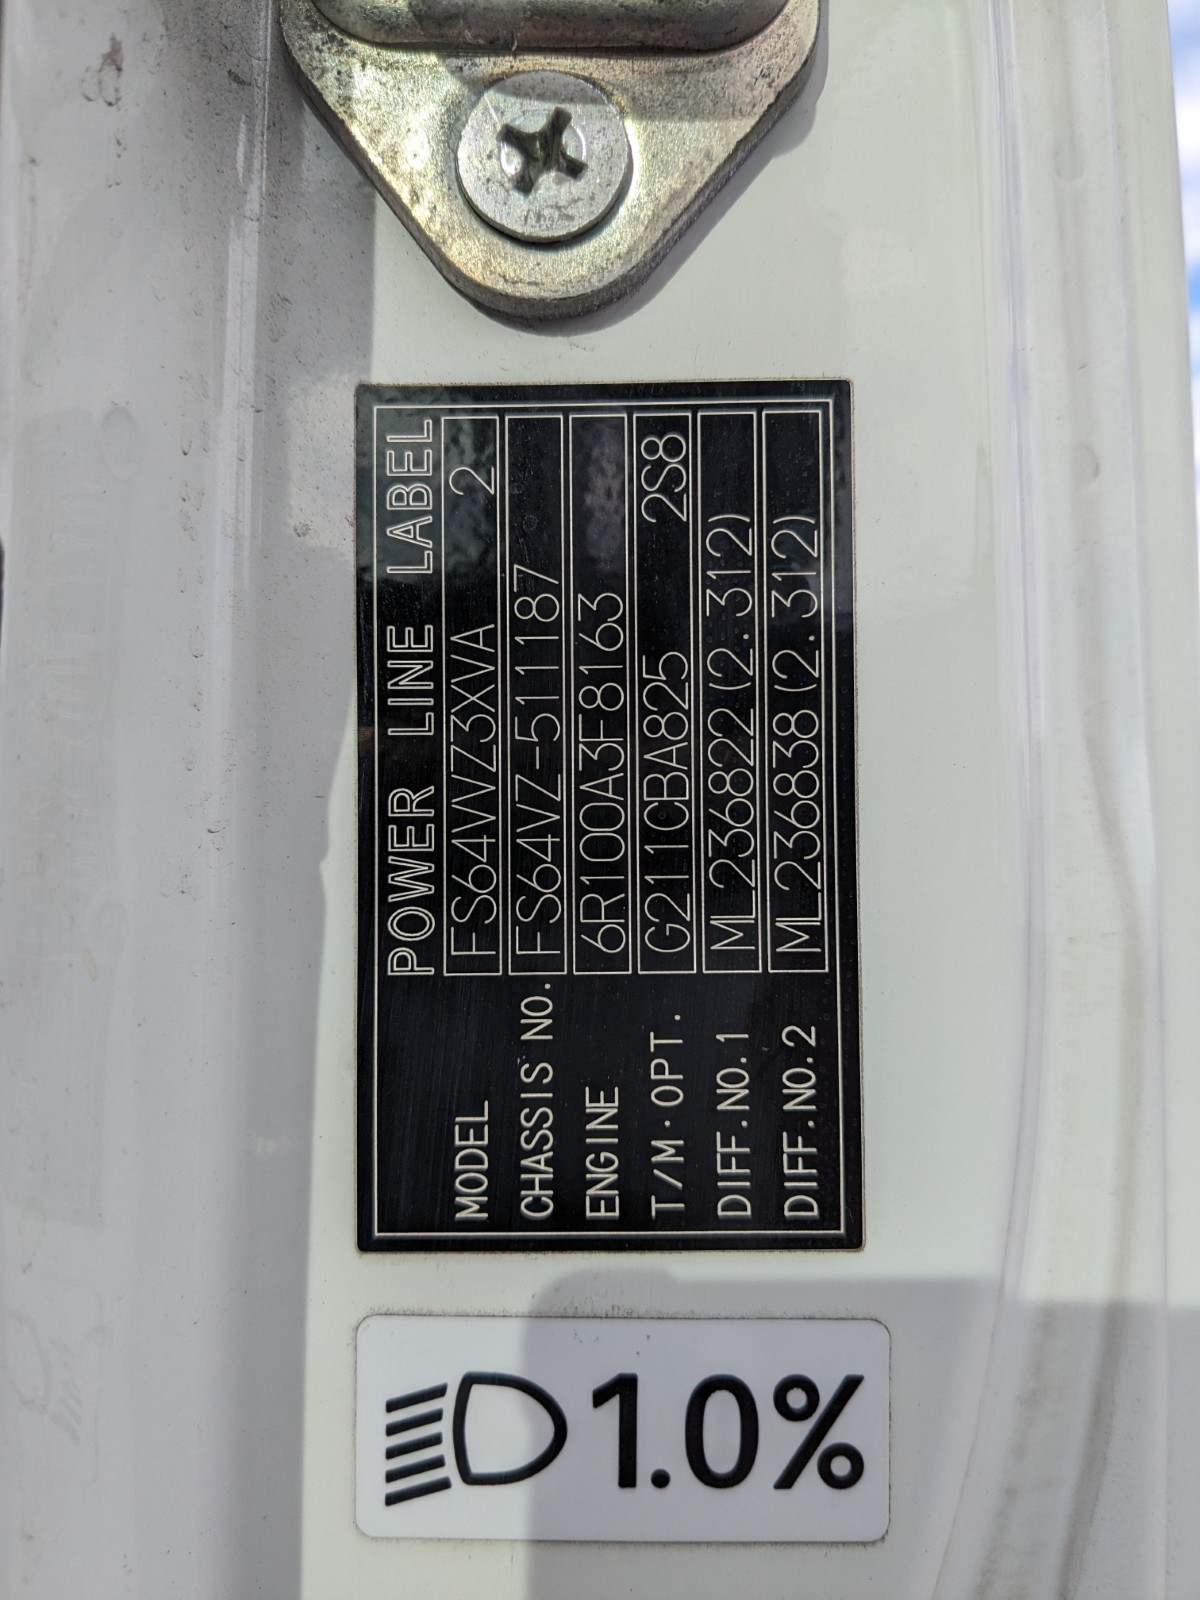 POWER LINE LABEL
MODEL FS64VVZ3XVA 2
CHASSIS NO. FS64VZ-511187
ENGINE 6R100A3F8163
T/M·OPT. G211CBA825 2S8
DIFF.NO.1 ML236822(2.312)
DIFF.NO.2 ML236838(2.312)
1.0%